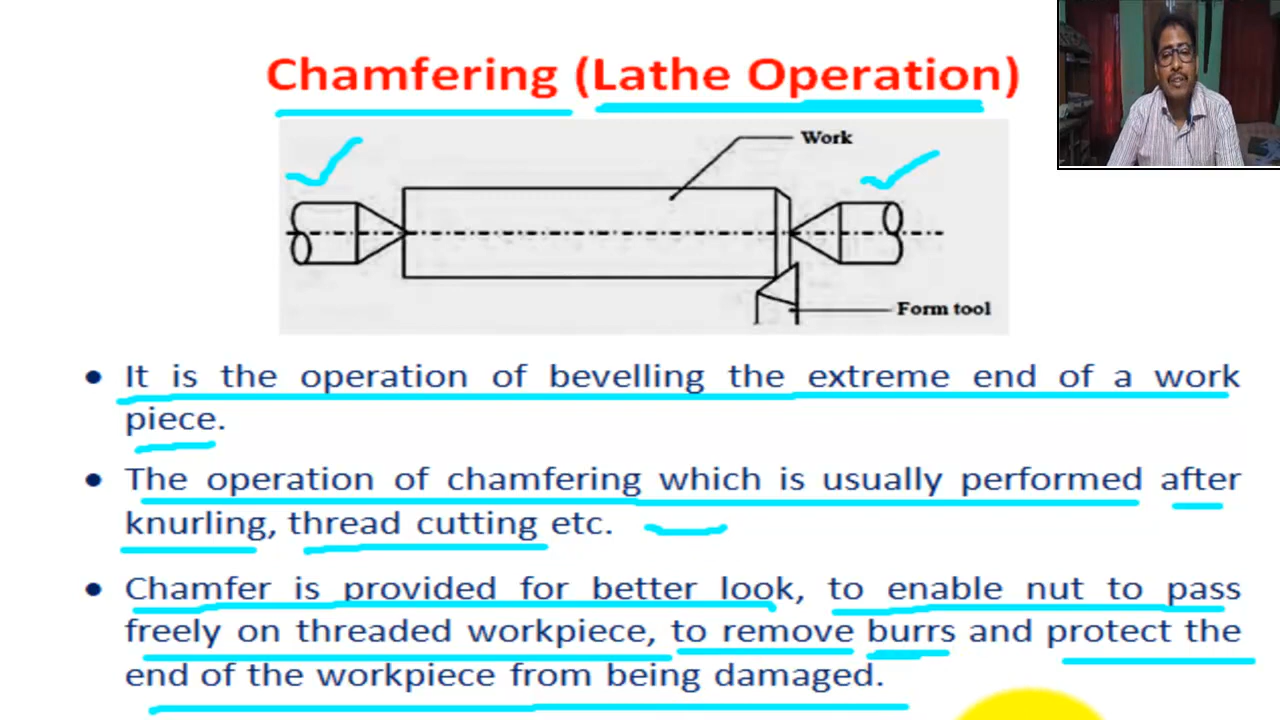 Chamfering (Lathe Operation)
Work
Form tool
• It is the operation of bevelling the extreme end of a work
piece.
• The operation of chamfering which is usually performed after
knurling, thread cutting etc.
• Chamfer is provided for better look, to enable nut to pass
freely on threaded workpiece, to remove burrs and protect the
end of the workpiece from being damaged.